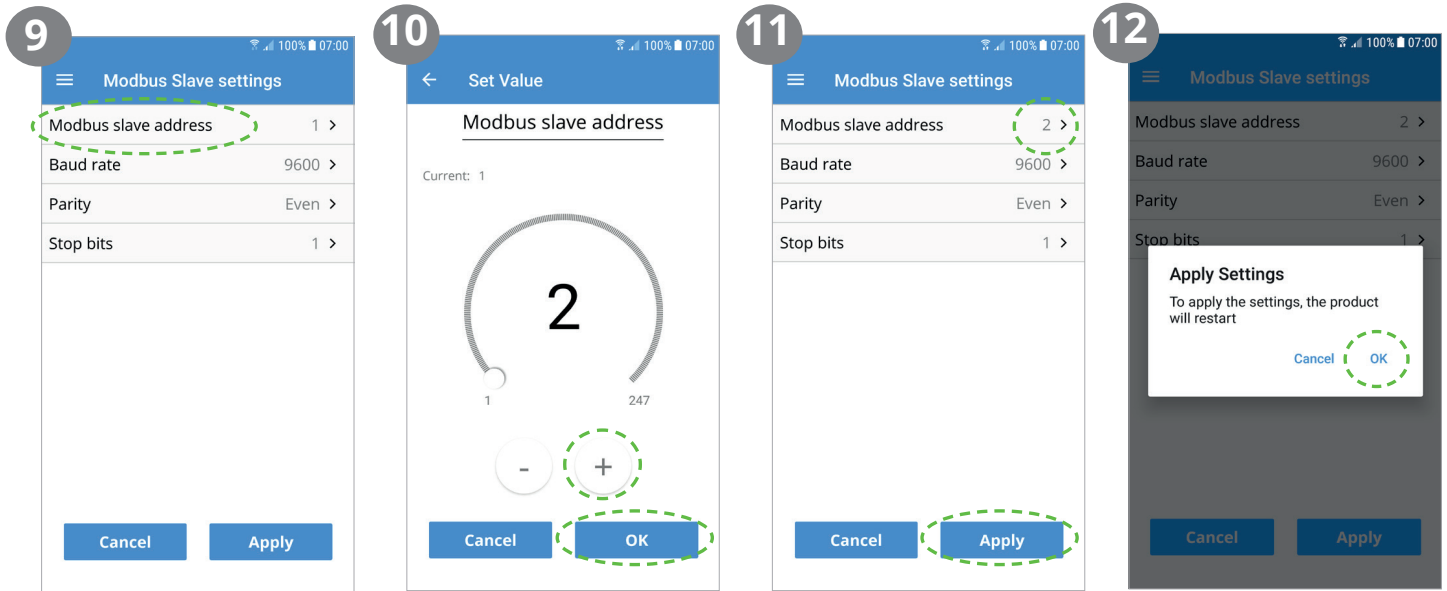 9
100% 07:00
Modbus Slave settings
Modbus slave address 1 >
Baud rate 9600 >
Parity Even >
Stop bits 1 >
Cancel Apply
10
100% 07:00
← Set Value
Modbus slave address
Current: 1
2
1 247
- +
Cancel OK
11
100% 07:00
Modbus Slave settings
Modbus slave address 2 >
Baud rate 9600 >
Parity Even >
Stop bits 1 >
Cancel Apply
12
100% 07:00
Modbus Slave settings
Modbus slave address 2 >
Baud rate 9600 >
Parity Even >
Stop bits 1 >
Apply Settings
To apply the settings, the product
will restart
Cancel OK
Cancel Apply